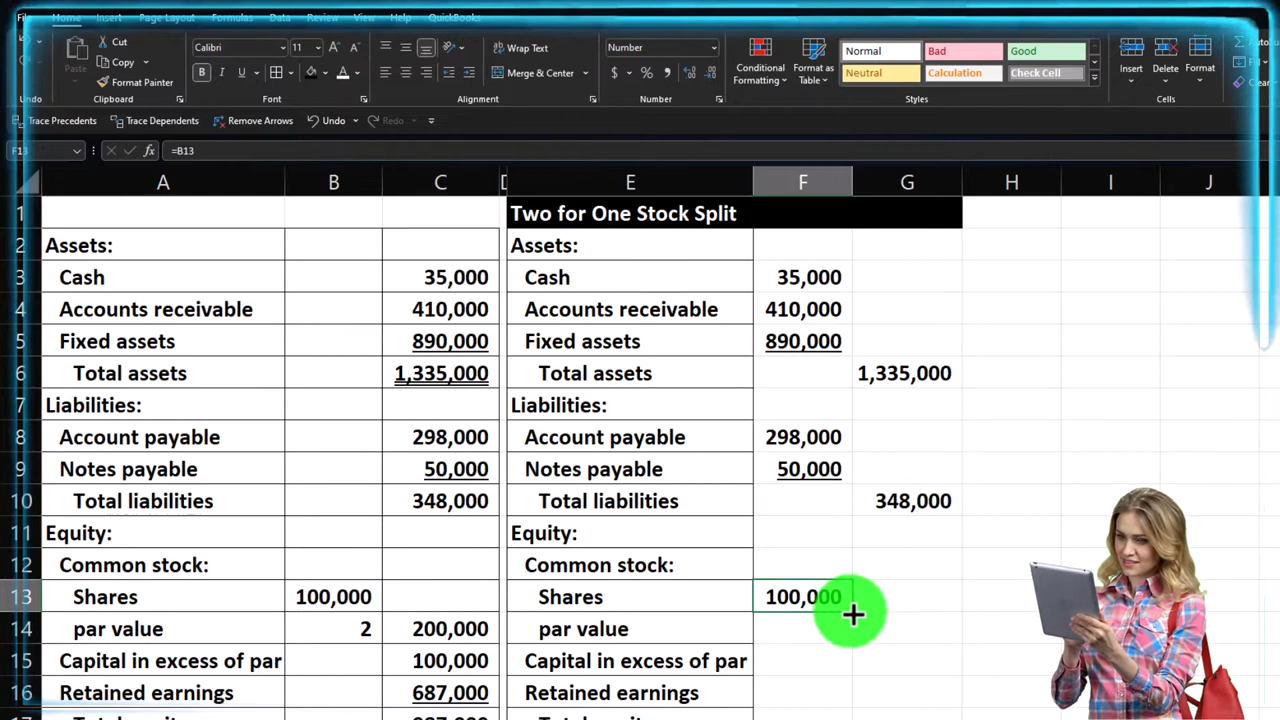 File Home Insert Page Layout Formulas Data Review View Help QuickBooks
Cut
Copy
Paste
Format Painter
Undo
Clipboard
Calibri 11
B I U
Font
Wrap Text
Merge & Center
Alignment
Number
$ %
Number
Conditional Formatting
Format as Table
Normal Bad Good
Neutral Calculation Check Cell
Styles
Insert Delete Format
Cells
Trace Precedents Trace Dependents Remove Arrows Undo Redo
F13 fx =B13
A B C D E F G H I J
1 Two for One Stock Split
2 Assets: Assets:
3 Cash 35,000 Cash 35,000
4 Accounts receivable 410,000 Accounts receivable 410,000
5 Fixed assets 890,000 Fixed assets 890,000
6 Total assets 1,335,000 Total assets 1,335,000
7 Liabilities: Liabilities:
8 Account payable 298,000 Account payable 298,000
9 Notes payable 50,000 Notes payable 50,000
10 Total liabilities 348,000 Total liabilities 348,000
11 Equity: Equity:
12 Common stock: Common stock:
13 Shares 100,000 Shares 100,000
14 par value 2 200,000 par value
15 Capital in excess of par 100,000 Capital in excess of par
16 Retained earnings 687,000 Retained earnings